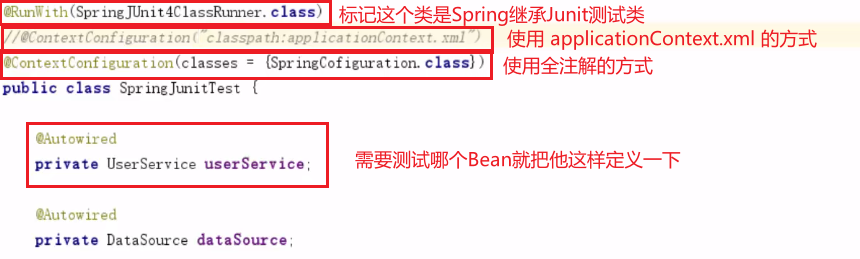 @RunWith(SpringJUnit4ClassRunner.class) 标记这个类是Spring继承Junit测试类
//@ContextConfiguration("classpath:applicationContext.xml") 使用 applicationContext.xml 的方式
@ContextConfiguration(classes = {SpringCofiguration.class}) 使用全注解的方式
public class SpringJunitTest {
@Autowired
private UserService userService; 需要测试哪个Bean就把他这样定义一下
@Autowired
private DataSource dataSource;